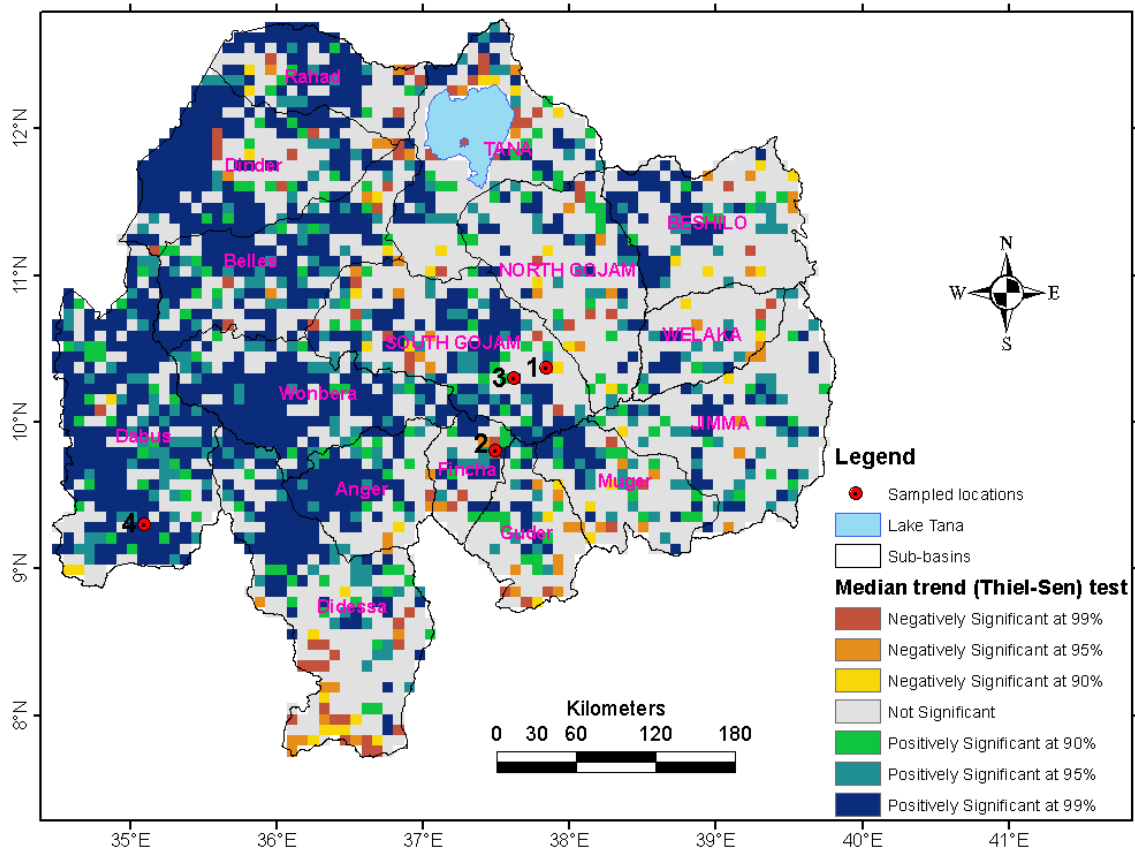 12°N
11°N
10°N
9°N
8°N
Rahad
TANA
Dinder
BESHILO
Belles
NORTH GOJAM
WELAKA
SOUTH GOJAM
1
3
Wonbera
JIMMA
Dabus
2
Fincha
Muger
Anger
Guder
4
Didessa
N
W
E
S
Legend
Sampled locations
Lake Tana
Sub-basins
Median trend (Thiel-Sen) test
Negatively Significant at 99%
Negatively Significant at 95%
Negatively Significant at 90%
Not Significant
Positively Significant at 90%
Positively Significant at 95%
Positively Significant at 99%
Kilometers
0 30 60 120 180
35°E 36°E 37°E 38°E 39°E 40°E 41°E